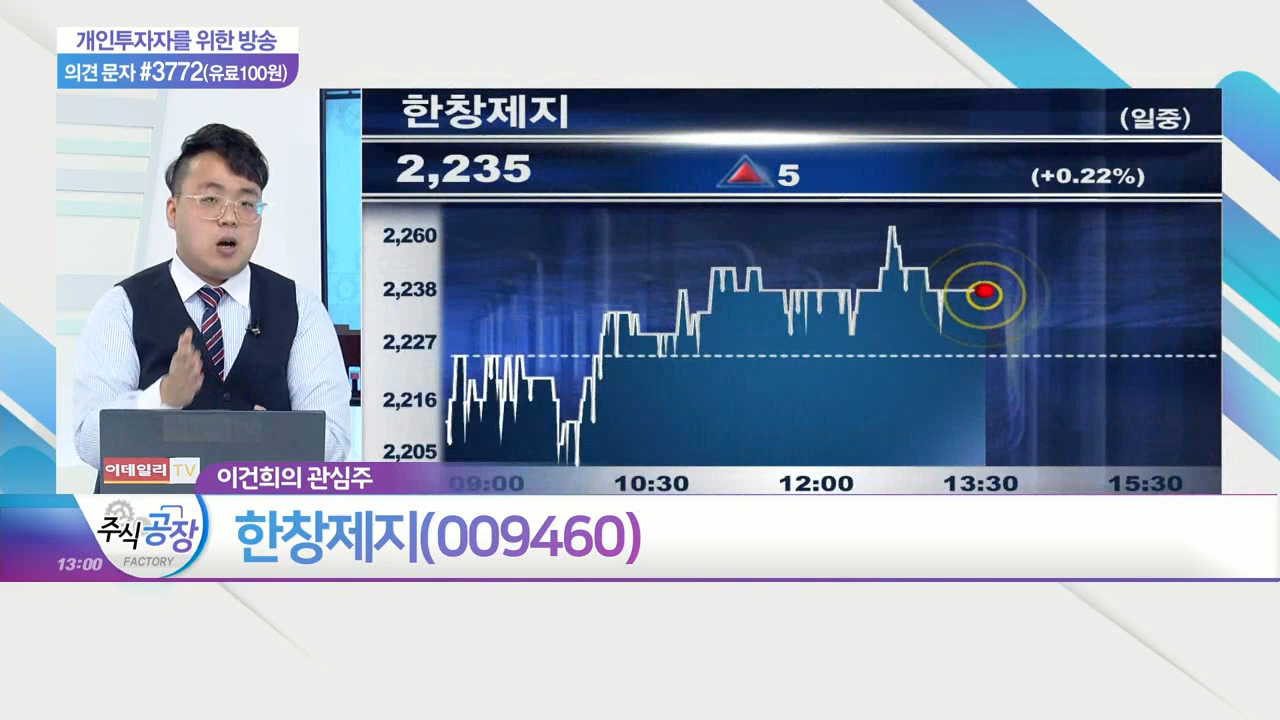 개인투자자를 위한 방송
의견 문자 #3772(유료100원)
한창제지
(일중)
2,235
5
(+0.22%)
2,260
2,238
2,227
2,216
2,205
09:00
10:30
12:00
13:30
15:30
이데일리 TV
이건희의 관심주
주식공장
FACTORY
13:00
한창제지(009460)